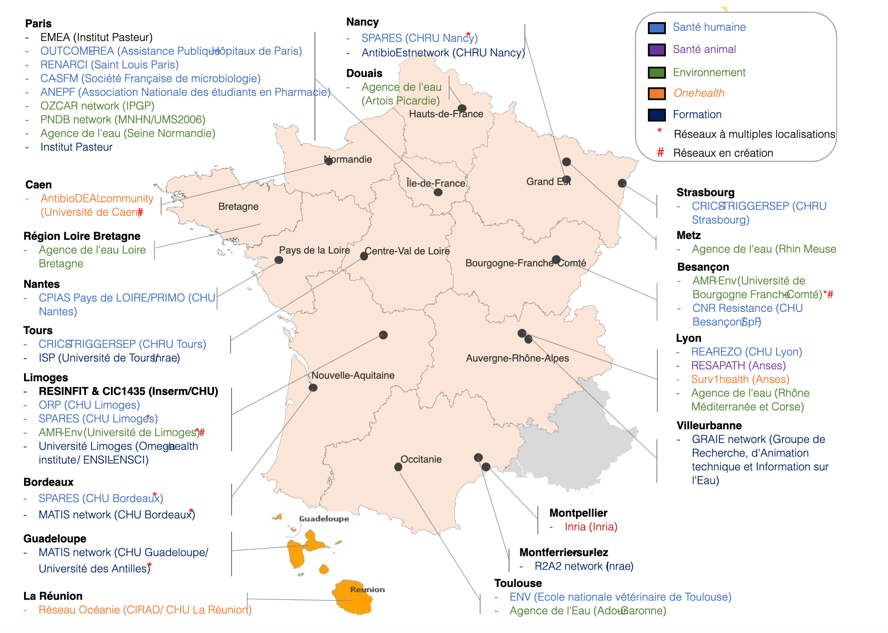 Paris
- EMEA (Institut Pasteur)
- OUTCOMEREA (Assistance Publique-Hôpitaux de Paris)
- RENARCI (Saint Louis Paris)
- CA-SFM (Société Française de microbiologie)
- ANEPF (Association Nationales des étudiants en Pharmacie)
- OZCAR network (IPGP)
- PNDB network (MNHN/UMS2006)
- Agence de l'eau (Seine Normandie)
- Institut Pasteur
Caen
- AntibioDEALcommunity
(Université de Caen)#
Région Loire Bretagne
- Agence de l'eau Loire
Bretagne
Nantes
- CPIAS Pays de LOIRE/PRIMO (CHU
Nantes)
Tours
- CRICS-TRIGGERSEP (CHRU Tours)
- ISP (Université de Tours/Inrae)
Limoges
- RESINFIT & CIC1435 (Inserm/CHU)
- ORP (CHU Limoges)
- SPARES (CHU Limoges)*
- AMR-Env (Université de Limoges)*#
- Université Limoges (Omegahealth
institute/ ENSIL-ENSCI)
Bordeaux
- SPARES (CHU Bordeaux)*
- MATIS network (CHU Bordeaux)*
Guadeloupe
- MATIS network (CHU Guadeloupe/
Université des Antilles)*
La Réunion
- Réseau Océanie (CIRAD/ CHU La Réunion)
Nancy
- SPARES (CHRU Nancy)*
- AntibioEstnetwork (CHRU Nancy)
Douais
- Agence de l'eau
(Artois Picardie)
Hauts-de-France
Normandie
Île-de-France
Grand Est
Bretagne
Pays de la Loire
Centre-Val de Loire
Bourgogne-Franche-Comté
Nouvelle-Aquitaine
Auvergne-Rhône-Alpes
Occitanie
Guadeloupe
Reunion
Santé humaine
Santé animal
Environnement
Onehealth
Formation
* Réseaux à multiples localisations
# Réseaux en création
Strasbourg
- CRICS-TRIGGERSEP (CHRU
Strasbourg)
Metz
- Agence de l'eau (Rhin Meuse
Besançon
- AMR-Env (Université de
Bourgogne Franche-Comté)*#
- CNR Resistance (CHU
Besançon/SpF)
Lyon
- REA-REZO (CHU Lyon)
- RESAPATH (Anses)
- Surv1health (Anses)
- Agence de l'eau (Rhône
Méditerranée et Corse)
Villeurbanne
- GRAIE network (Groupe de
Recherche, d'Animation
technique et Information sur
l'Eau)
Montpellier
- Inria (Inria)
- R2A2 network (Inrae)
Toulouse
- ENV (Ecole nationale vétérinaire de Toulouse)
- Agence de l'Eau (Adour-Garonne)